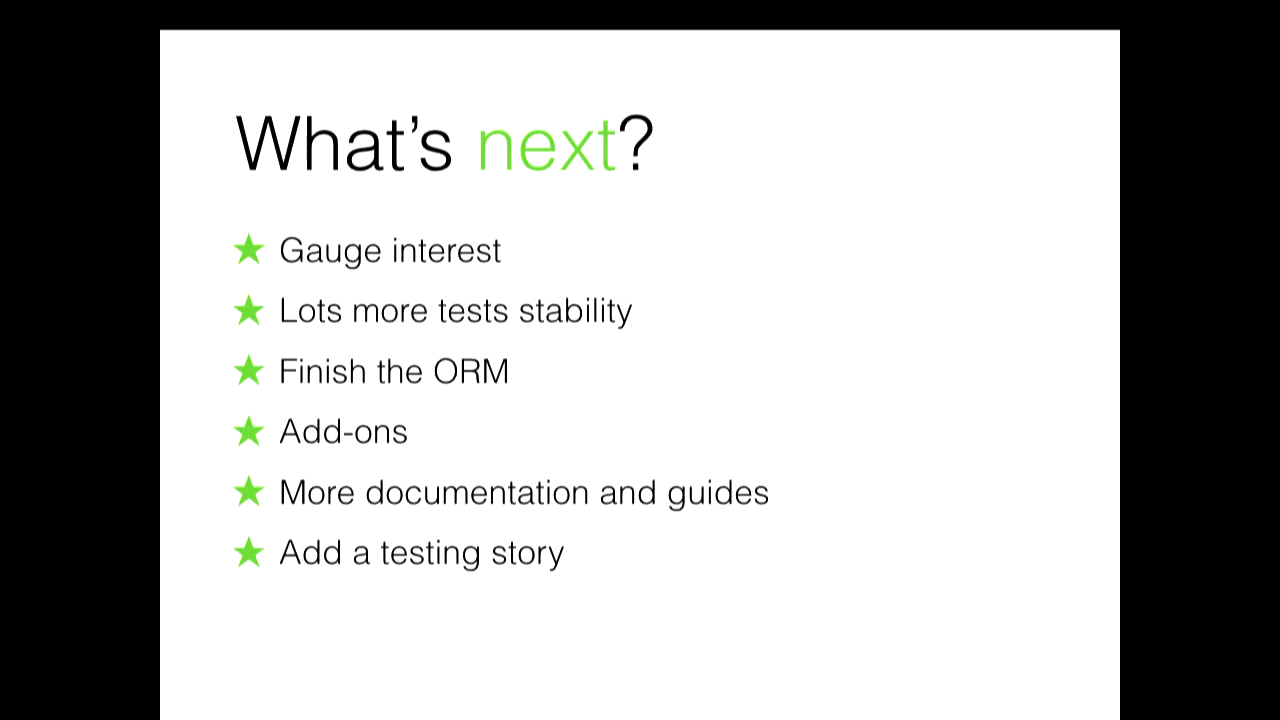 What's next?
Gauge interest
Lots more tests stability
Finish the ORM
Add-ons
More documentation and guides
Add a testing story